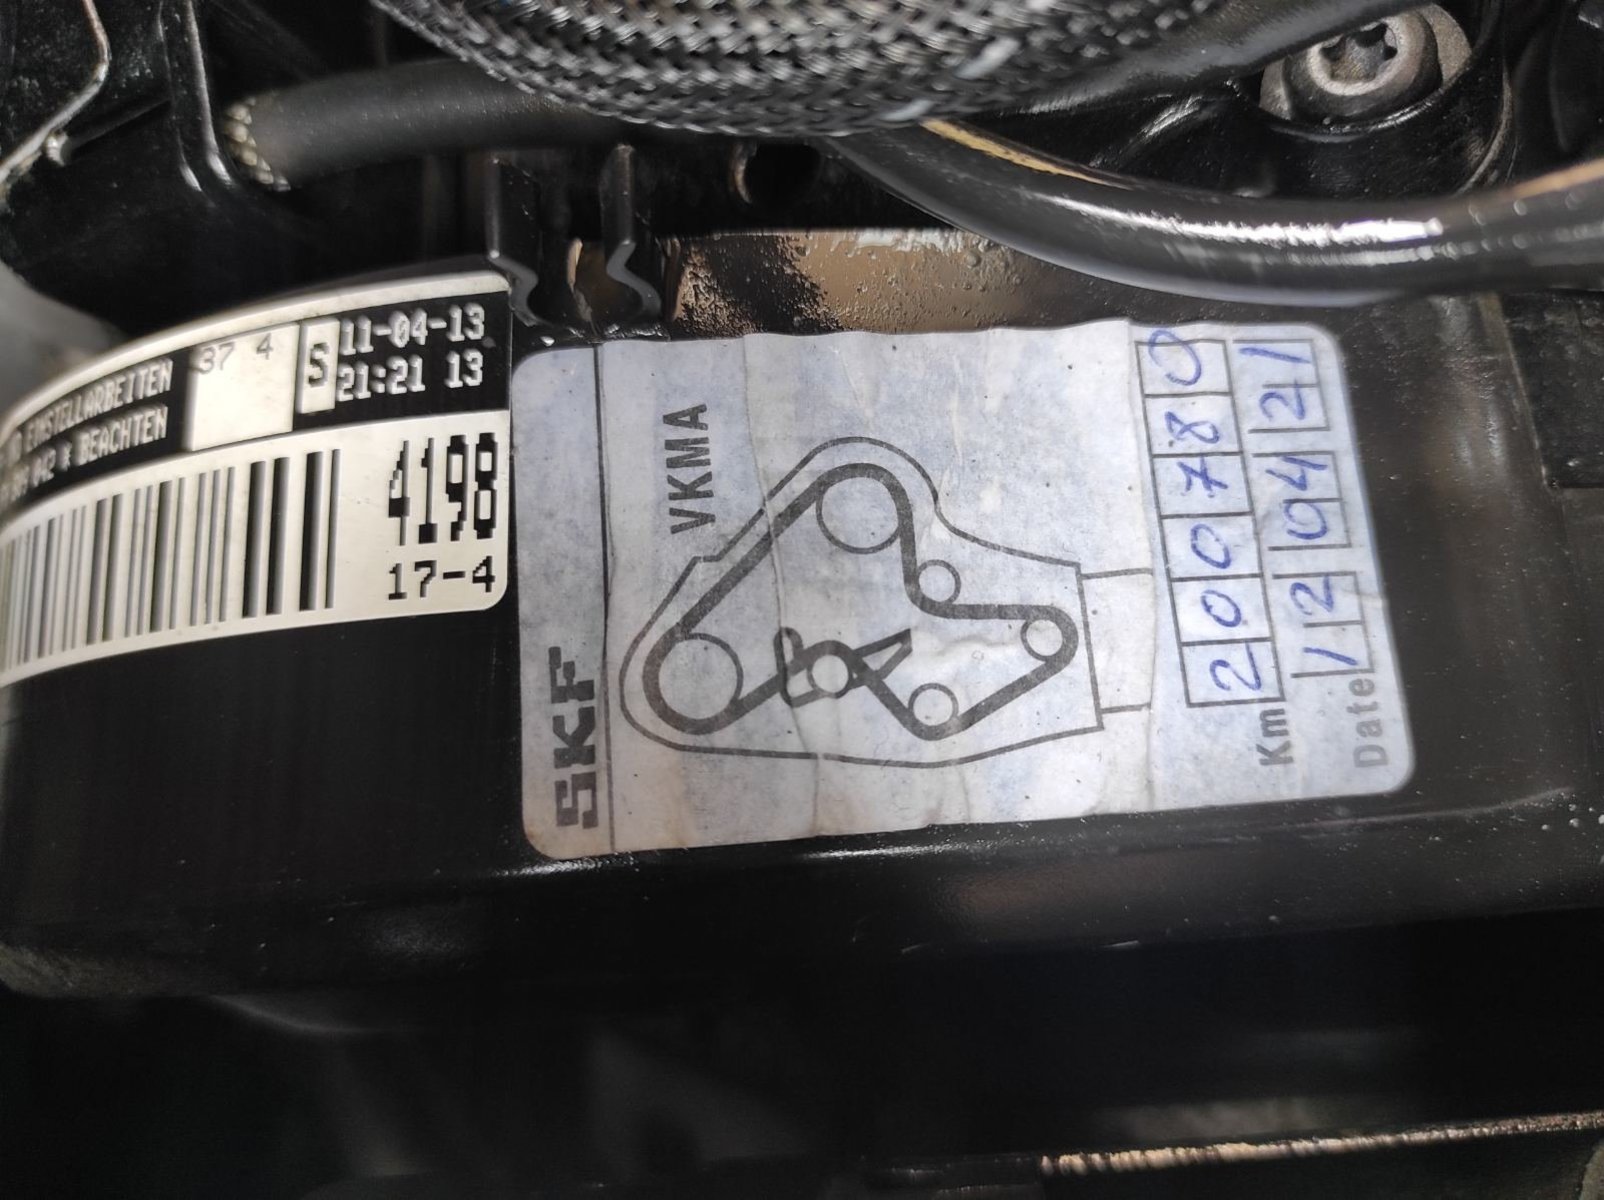 EINSTELLARBEITEN
042 * BEACHTEN
37 4
S
11-04-13
21:21 13
4198
17-4
SKF
VKMA
Km 200780
Date 12 04 21